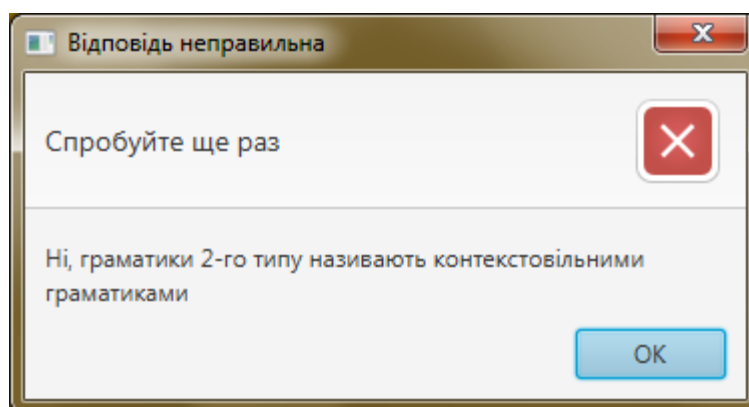 Відповідь неправильна
Спробуйте ще раз
Ні, граматики 2-го типу називають контекстовільними
граматиками
OK